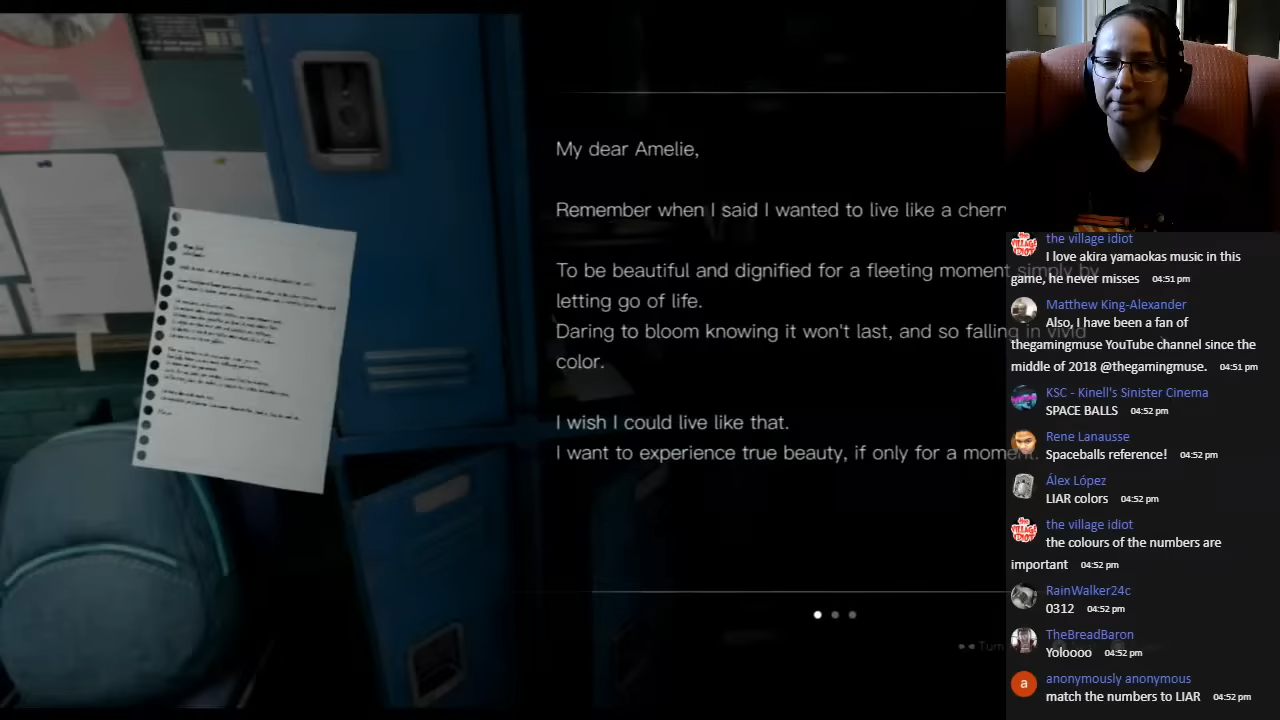 My dear Amelie,
Remember when I said I wanted to live like a cherr
To be beautiful and dignified for a fleeting moment simply by
letting go of life.
Daring to bloom knowing it won't last, and so falling in vivid
color.
I wish I could live like that.
I want to experience true beauty, if only for a moment.
Turn
the village idiot
I love akira yamaokas music in this
game, he never misses 04:51 pm
Matthew King-Alexander
Also, I have been a fan of
thegamingmuse YouTube channel since the
middle of 2018 @thegamingmuse. 04:51 pm
KSC - Kinell's Sinister Cinema
SPACE BALLS 04:52 pm
Rene Lanausse
Spaceballs reference! 04:52 pm
Álex López
LIAR colors 04:52 pm
the village idiot
the colours of the numbers are
important 04:52 pm
RainWalker24c
0312 04:52 pm
TheBreadBaron
Yoloooo 04:52 pm
a
anonymously anonymous
match the numbers to LIAR 04:52 pm